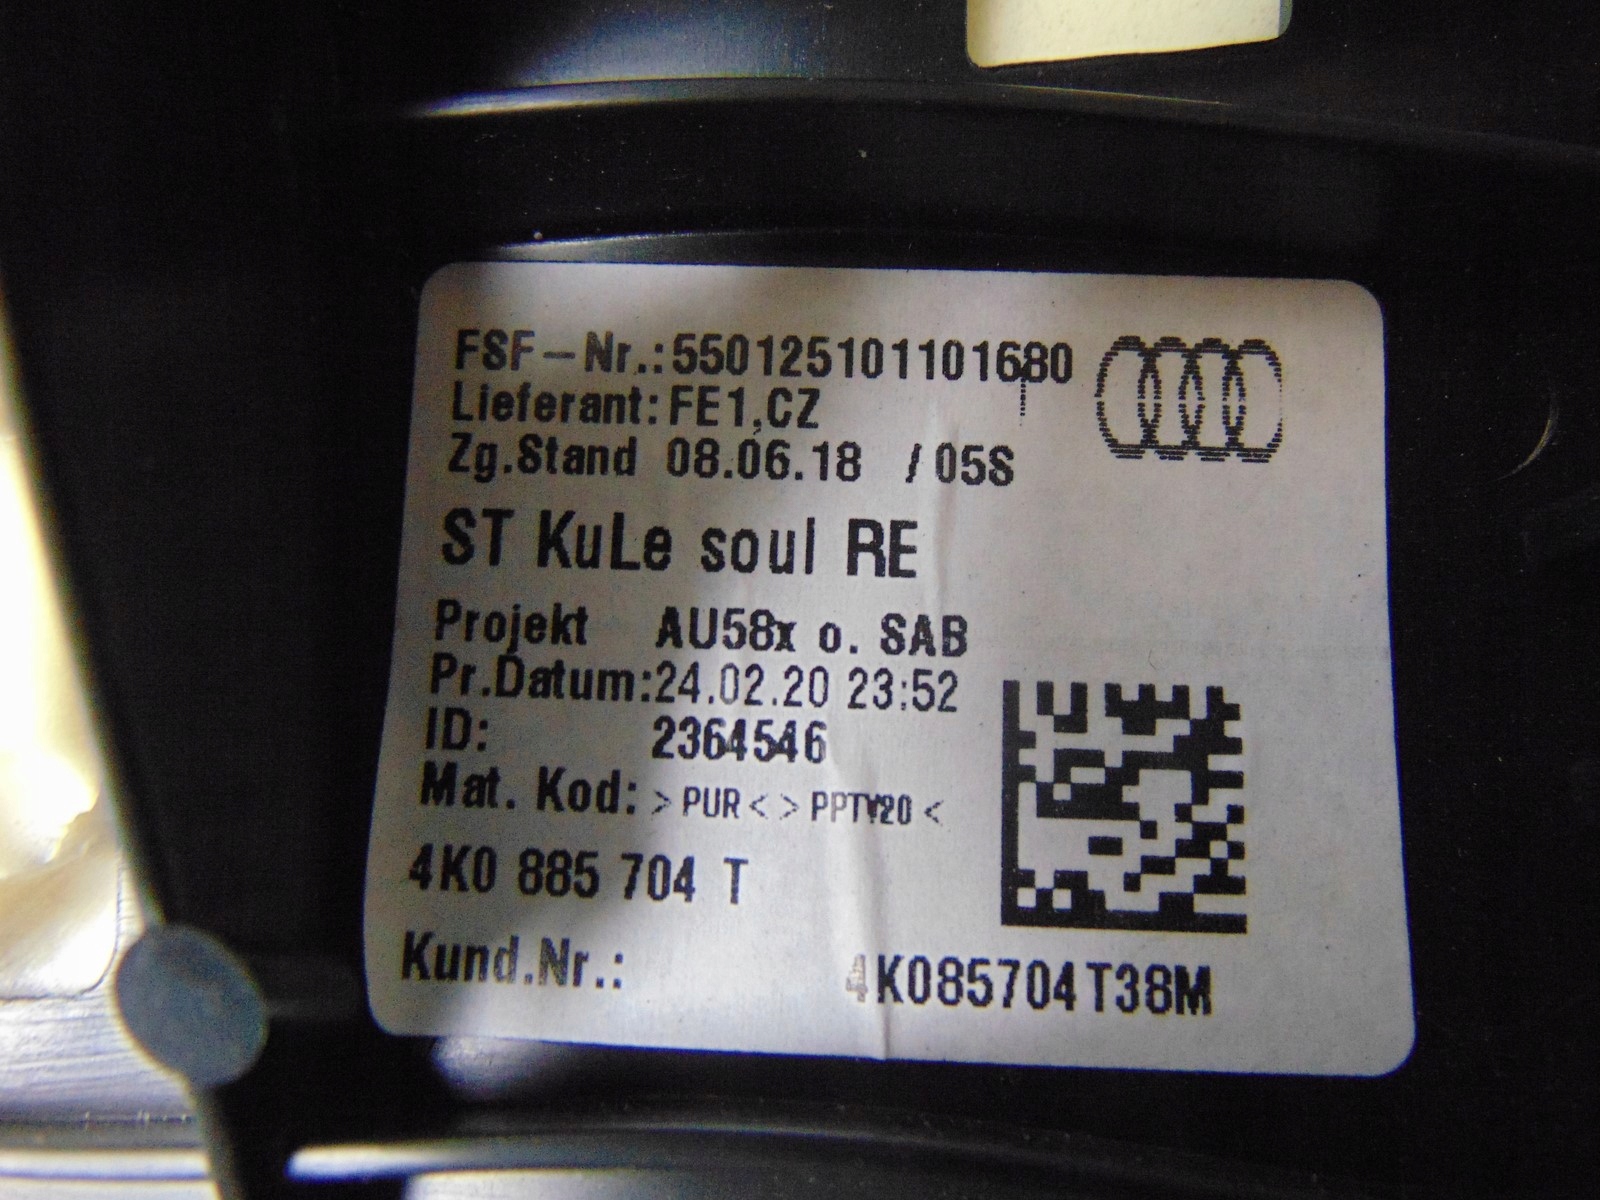 FSF-Nr.:550125101101680
Lieferant: FE1,CZ
Zg.Stand 08.06.18 / 05S
ST KuLe soul RE
Projekt AU58x o. SAB
Pr.Datum:24.02.20 23:52
ID: 2364546
Mat. Kod: >PUR< >PPTV20<
4K0 885 704 T
Kund.Nr.: 4K085704T38M